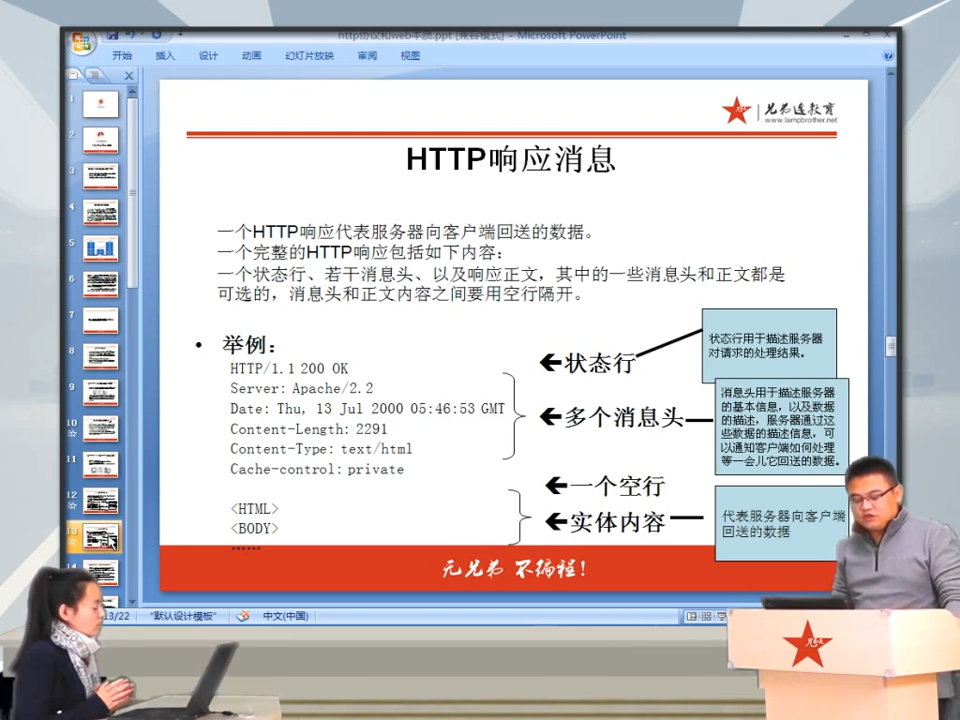 http协议和web本质.ppt [兼容模式] - Microsoft PowerPoint
开始 插入 设计 动画 幻灯片放映 审阅 视图
1
2
3
4
5
6
7
8
9
10
11
12
13
14
兄弟连教育
www.lampbrother.net
HTTP响应消息
一个HTTP响应代表服务器向客户端回送的数据。
一个完整的HTTP响应包括如下内容：
一个状态行、若干消息头、以及响应正文，其中的一些消息头和正文都是
可选的，消息头和正文内容之间要用空行隔开。
• 举例：
HTTP/1.1 200 OK
Server: Apache/2.2
Date: Thu, 13 Jul 2000 05:46:53 GMT
Content-Length: 2291
Content-Type: text/html
Cache-control: private
<HTML>
<BODY>
......
←状态行
←多个消息头
←一个空行
←实体内容
状态行用于描述服务器
对请求的处理结果。
消息头用于描述服务器
的基本信息，以及数据
的描述，服务器通过这
些数据的描述信息，可
以通知客户端如何处理
等一会儿它回送的数据。
代表服务器向客户端
回送的数据
无兄弟 不编程！
13/22 "默认设计模板" 中文(中国)